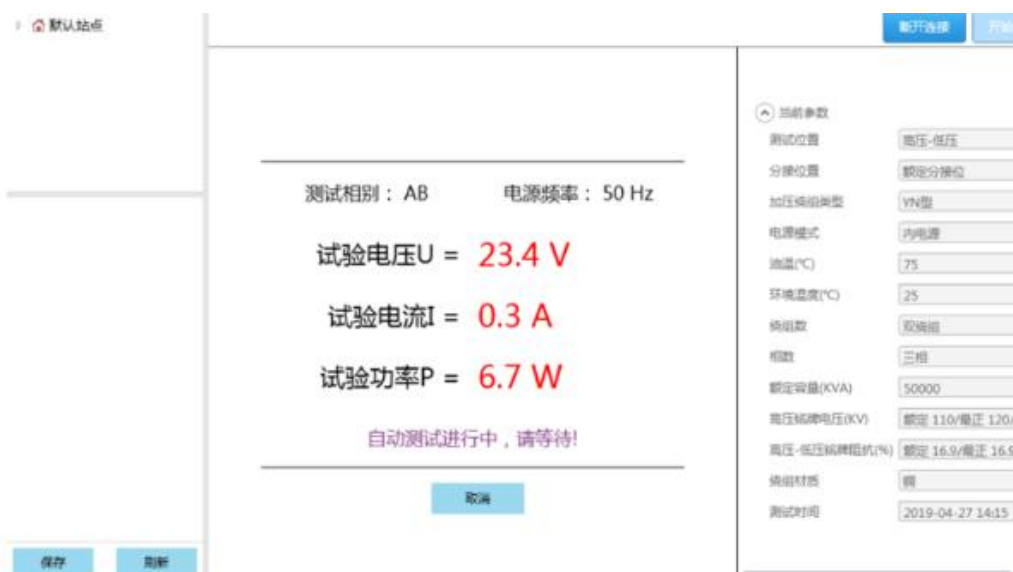 默认站点
断开连接 开始
测试相别： AB 电源频率： 50 Hz
试验电压U = 23.4 V
试验电流I = 0.3 A
试验功率P = 6.7 W
自动测试进行中，请等待!
取消
保存 刷新
当前参数
测试位置 高压-低压
分接位置 额定分接位
加压绕组类型 YN型
电源模式 内电源
油温(℃) 75
环境温度(℃) 25
绕组数 双绕组
相数 三相
额定容量(KVA) 50000
高压铭牌电压(KV) 额定 110/最正 120/
高压-低压铭牌阻抗(%) 额定 16.9/最正 16.9
绕组材质 铜
测试时间 2019-04-27 14:15